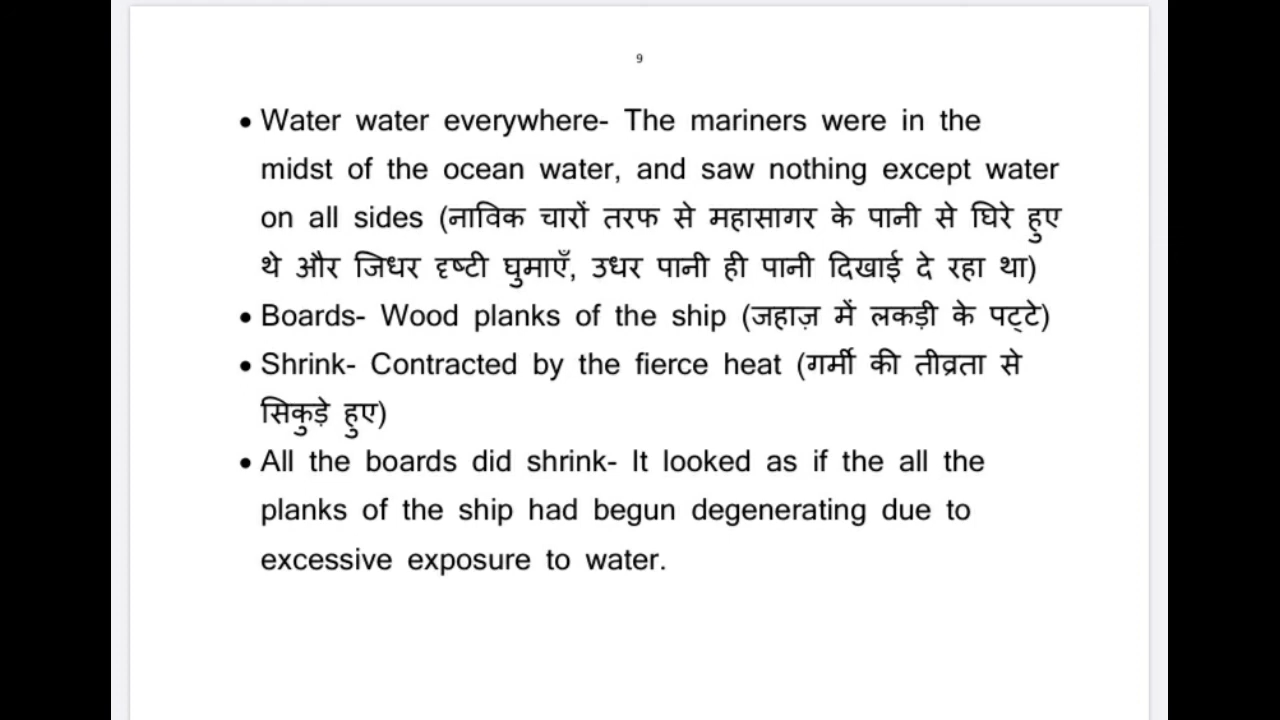 9
• Water water everywhere- The mariners were in the
midst of the ocean water, and saw nothing except water
on all sides (नाविक चारों तरफ से महासागर के पानी से घिरे हुए
थे और जिधर दृष्टी घुमाएँ, उधर पानी ही पानी दिखाई दे रहा था)
• Boards- Wood planks of the ship (जहाज़ में लकड़ी के पट्टे)
• Shrink- Contracted by the fierce heat (गर्मी की तीव्रता से
सिकुड़े हुए)
• All the boards did shrink- It looked as if the all the
planks of the ship had begun degenerating due to
excessive exposure to water.